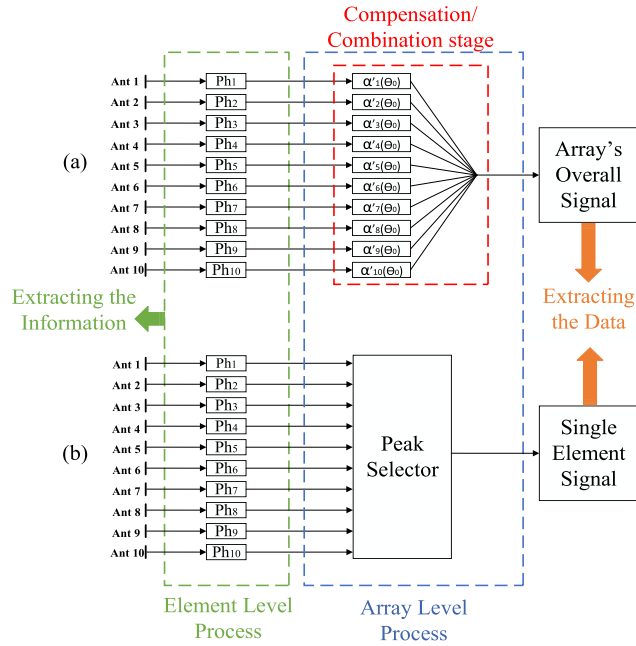 Compensation/
Combination stage
Ant 1 Ph1 α'1(Θ0)
Ant 2 Ph2 α'2(Θ0)
Ant 3 Ph3 α'3(Θ0)
Ant 4 Ph4 α'4(Θ0)
(a) Ant 5 Ph5 α'5(Θ0)
Ant 6 Ph6 α'6(Θ0)
Ant 7 Ph7 α'7(Θ0)
Ant 8 Ph8 α'8(Θ0)
Ant 9 Ph9 α'9(Θ0)
Ant 10 Ph10 α'10(Θ0)
Array's
Overall
Signal
Extracting the
Information
Extracting
the Data
Ant 1 Ph1
Ant 2 Ph2
Ant 3 Ph3
Ant 4 Ph4
(b) Ant 5 Ph5
Ant 6 Ph6
Ant 7 Ph7
Ant 8 Ph8
Ant 9 Ph9
Ant 10 Ph10
Peak
Selector
Single
Element
Signal
Element Level
Process
Array Level
Process